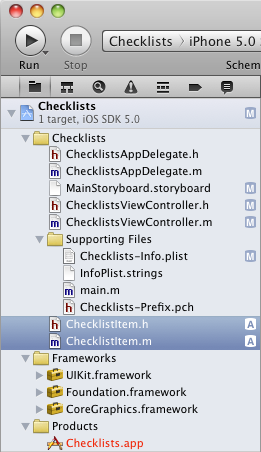 Checklists
iPhone 5.0
Run
Stop
Schem
Checklists
1 target, iOS SDK 5.0
M
Checklists
h ChecklistsAppDelegate.h
m ChecklistsAppDelegate.m
MainStoryboard.storyboard M
h ChecklistsViewController.h M
m ChecklistsViewController.m M
Supporting Files
Checklists-Info.plist M
InfoPlist.strings
m main.m
h Checklists-Prefix.pch
h ChecklistItem.h A
m ChecklistItem.m A
Frameworks
UIKit.framework
Foundation.framework
CoreGraphics.framework
Products
Checklists.app